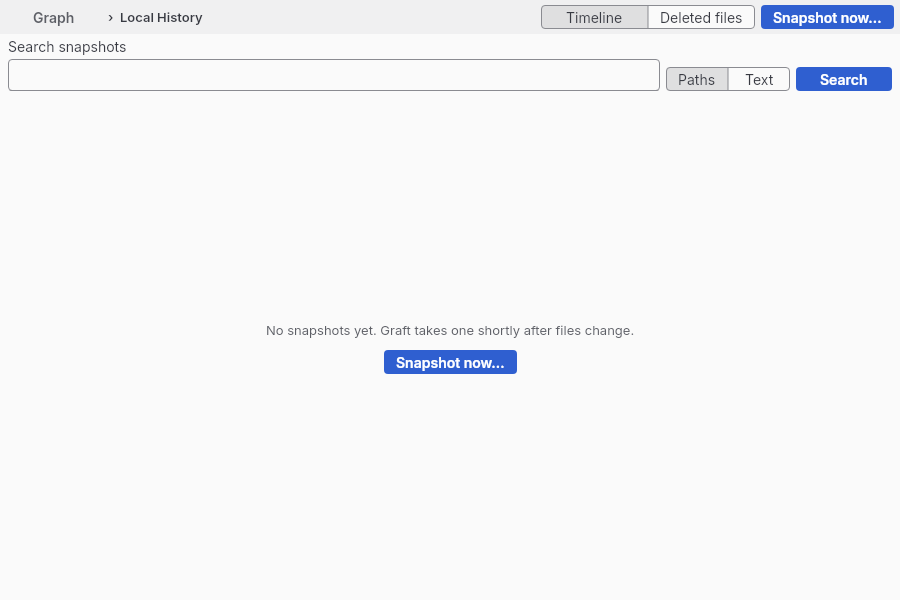 Graph › Local History Timeline Deleted files Snapshot now...
Search snapshots
Paths Text Search
No snapshots yet. Graft takes one shortly after files change.
Snapshot now...